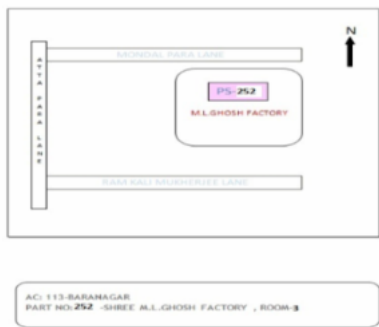 MONDAL PARA LANE
N
ATTA PARA LANE
PS-252
M.L.GHOSH FACTORY
RAM KALI MUKHERJEE LANE
AC: 113-BARANAGAR
PART NO: 252 -SHREE M.L.GHOSH FACTORY , ROOM-3